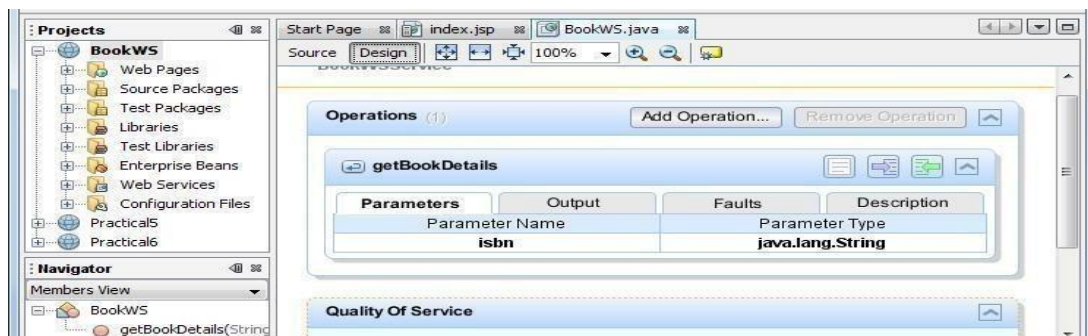 Projects
BookWS
Web Pages
Source Packages
Test Packages
Libraries
Test Libraries
Enterprise Beans
Web Services
Configuration Files
Practical5
Practical6
Navigator
Members View
BookWS
getBookDetails(String
Start Page index.jsp BookWS.java
Source Design 100%
BookWSService
Operations (1) Add Operation... Remove Operation
getBookDetails
Parameters Output Faults Description
Parameter Name Parameter Type
isbn java.lang.String
Quality Of Service